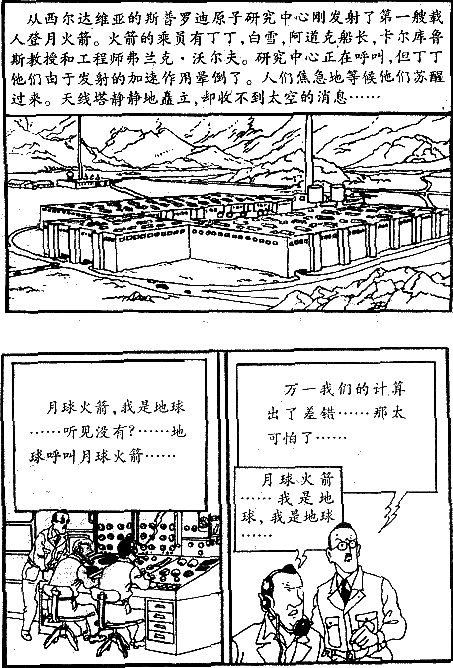 从西尔达维亚的斯普罗迪原子研究中心刚发射了第一艘载
人登月火箭。火箭的乘员有丁丁，白雪，阿道克船长，卡尔库鲁
斯教授和工程师弗兰克·沃尔夫。研究中心正在呼叫，但丁丁
他们由于发射的加速作用晕倒了。人们焦急地等候他们苏醒
过来。天线塔静静地矗立，却收不到太空的消息……
月球火箭，我是地球
……听见没有？……地
球呼叫月球火箭……
万一我们的计算
出了差错……那太
可怕了……
月球火箭
……我是地
球，我是地球
……